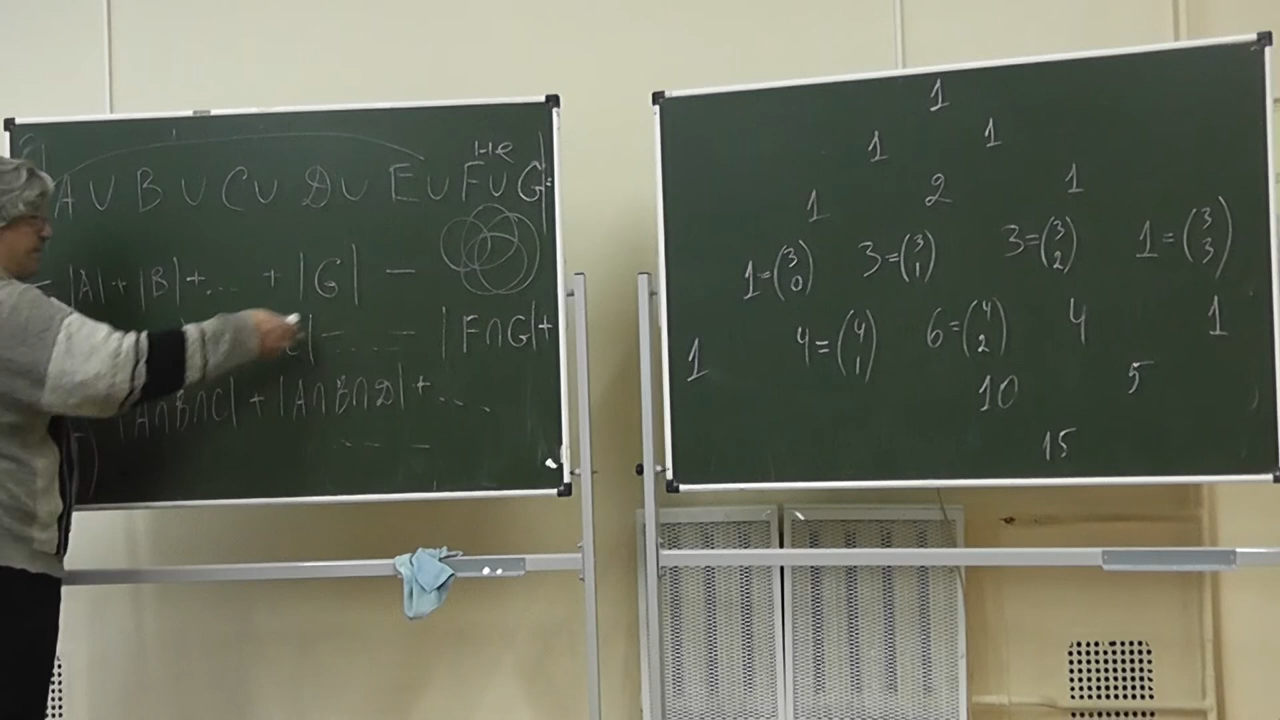 не
A ∪ B ∪ C ∪ D ∪ E ∪ F ∪ G| =
|A| + |B| + ... + |G| —
C| - ... — |F∩G| +
|A∩B∩C| + |A∩B∩D| + ...
... —
1
1 1
1 2 1
1=(3 0) 3=(3 1) 3=(3 2) 1=(3 3)
1 4=(4 1) 6=(4 2) 4 1
10 5
15